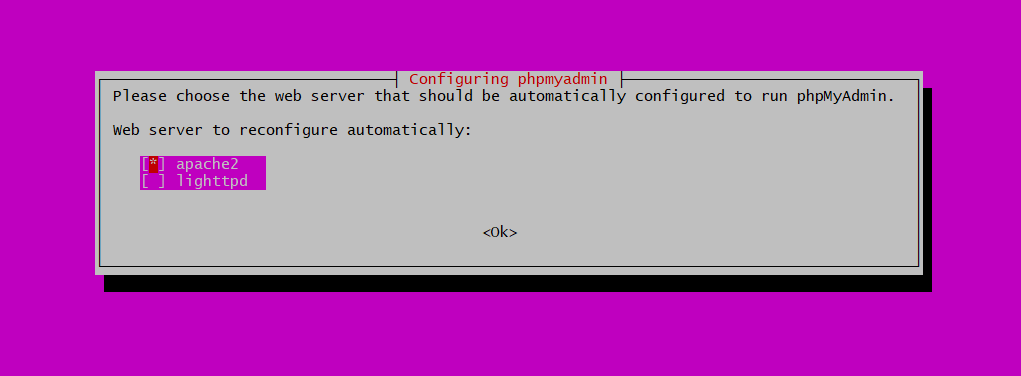 Configuring phpmyadmin
Please choose the web server that should be automatically configured to run phpMyAdmin.
Web server to reconfigure automatically:
[*] apache2
[ ] lighttpd
<Ok>